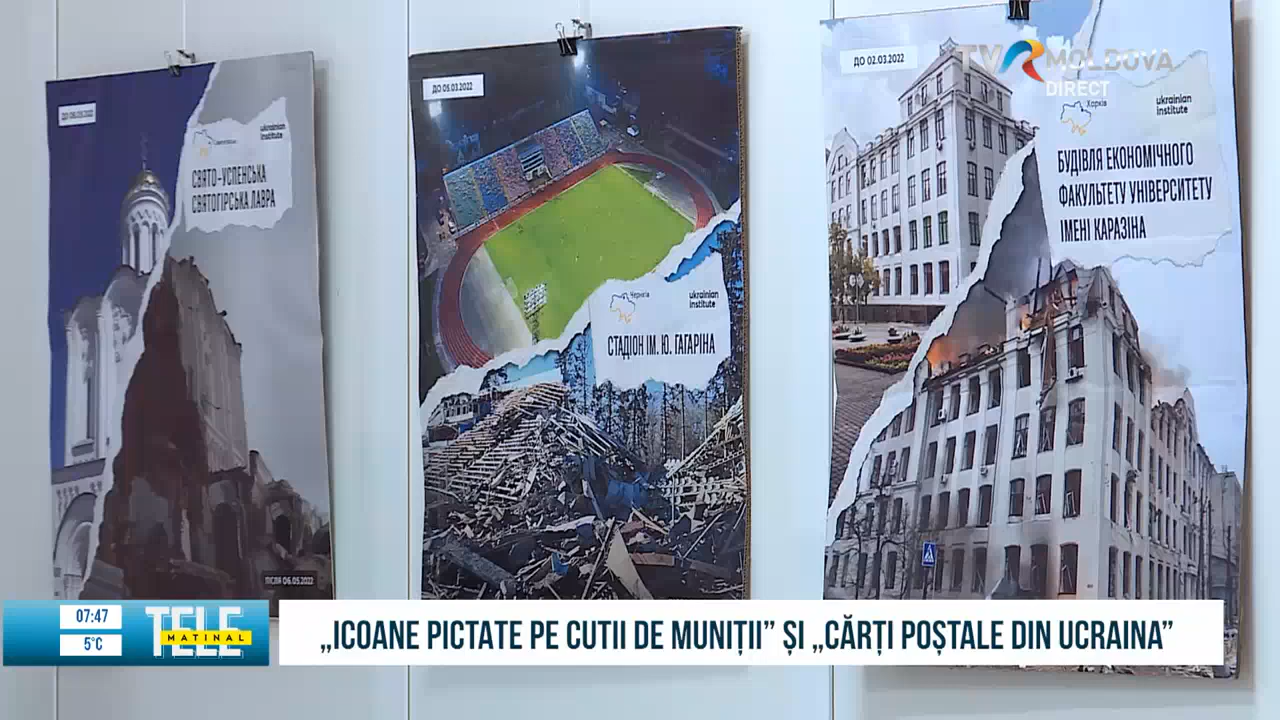 ДО 06.05.2022
ukrainian
institute
СВЯТО-УСПЕНСЬКА
СВЯТОГІРСЬКА ЛАВРА
ПІСЛЯ 06.05.2022
ДО 05.03.2022
Чернігів
ukrainian
institute
СТАДІОН ІМ. Ю. ГАГАРІНА
ДО 02.03.2022
Харків
ukrainian
institute
БУДІВЛЯ ЕКОНОМІЧНОГО
ФАКУЛЬТЕТУ УНІВЕРСИТЕТУ
ІМЕНІ КАРАЗІНА
TVR MOLDOVA
DIRECT
07:47
5°C
TELE
MATINAL
„ICOANE PICTATE PE CUTII DE MUNIȚII” ȘI „CĂRȚI POȘTALE DIN UCRAINA”